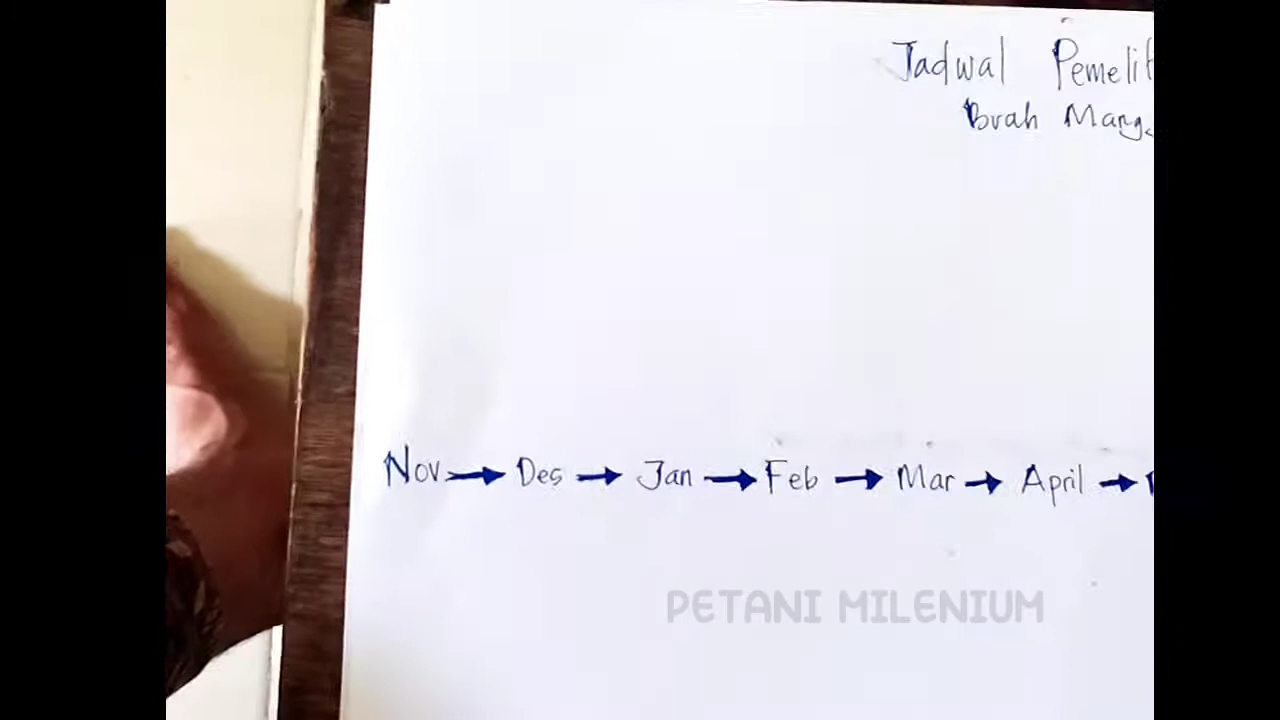 Jadwal
Buah
Nov → Des → Jan → Feb → Mar → April →
PETANI MILENIUM